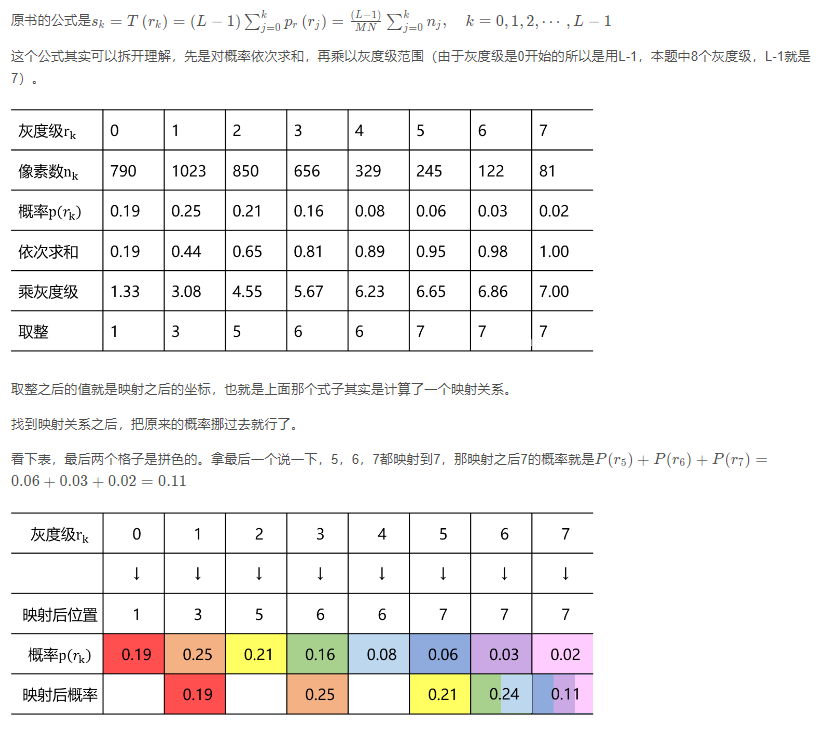 原书的公式是s_k = T (r_k) = (L − 1) ∑_{j=0}^{k} p_r (r_j) = \frac{(L−1)}{MN} ∑_{j=0}^{k} n_j, k = 0, 1, 2, ⋯ , L − 1
这个公式其实可以拆开理解，先是对概率依次求和，再乘以灰度级范围（由于灰度级是0开始的所以是用L-1，本题中8个灰度级，L-1就是
7）。
灰度级r_k 0 1 2 3 4 5 6 7
像素数n_k 790 1023 850 656 329 245 122 81
概率p(r_k) 0.19 0.25 0.21 0.16 0.08 0.06 0.03 0.02
依次求和 0.19 0.44 0.65 0.81 0.89 0.95 0.98 1.00
乘灰度级 1.33 3.08 4.55 5.67 6.23 6.65 6.86 7.00
取整 1 3 5 6 6 7 7 7
取整之后的值就是映射之后的坐标，也就是上面那个式子其实是计算了一个映射关系。
找到映射关系之后，把原来的概率挪过去就行了。
看下表，最后两个格子是拼色的。拿最后一个说一下，5，6，7都映射到7，那映射之后7的概率就是P(r_5) + P(r_6) + P(r_7) =
0.06 + 0.03 + 0.02 = 0.11
灰度级r_k 0 1 2 3 4 5 6 7
↓ ↓ ↓ ↓ ↓ ↓ ↓ ↓
映射后位置 1 3 5 6 6 7 7 7
概率p(r_k) 0.19 0.25 0.21 0.16 0.08 0.06 0.03 0.02
映射后概率 0.19 0.25 0.21 0.24 0.11